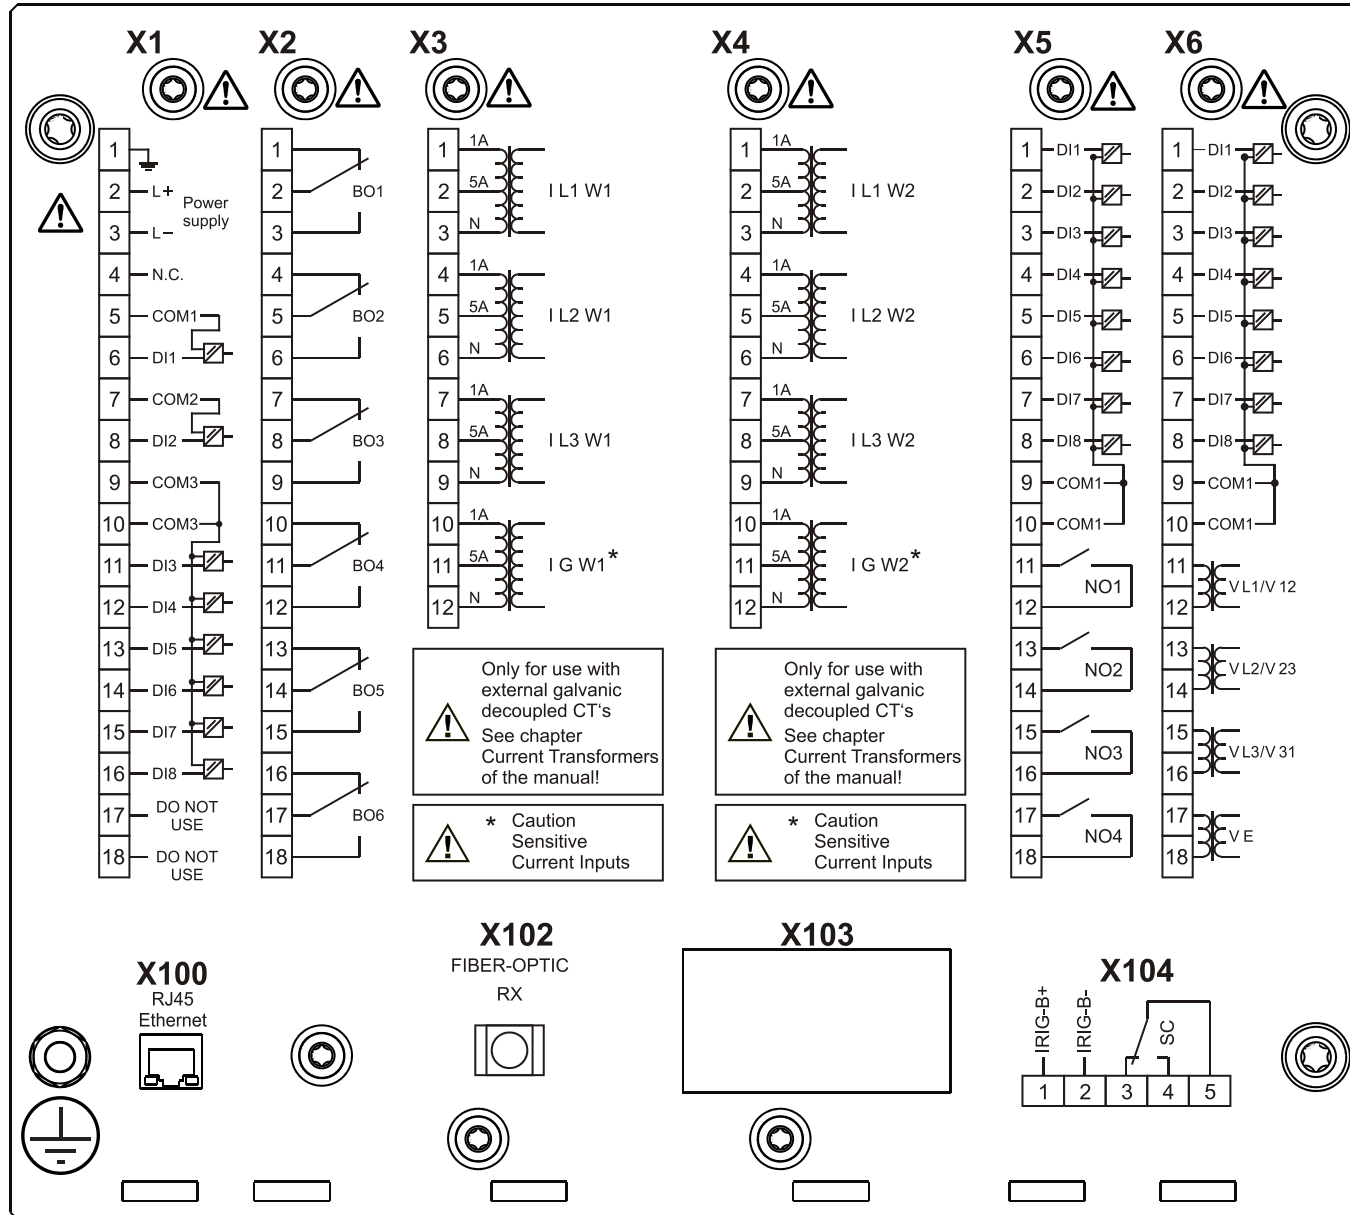 X1
1
2 L+
Power
supply
3 L–
4 N.C.
5 COM1
6 DI1
7 COM2
8 DI2
9 COM3
10 COM3
11 DI3
12 DI4
13 DI5
14 DI6
15 DI7
16 DI8
17 DO NOT
USE
18 DO NOT
USE
X2
1
2 BO1
3
4
5 BO2
6
7
8 BO3
9
10
11 BO4
12
13
14 BO5
15
16
17 BO6
18
X3
1 1A
2 5A I L1 W1
3 N
4 1A
5 5A I L2 W1
6 N
7 1A
8 5A I L3 W1
9 N
10 1A
11 5A I G W1*
12 N
Only for use with
external galvanic
decoupled CT‘s
See chapter
Current Transformers
of the manual!
* Caution
Sensitive
Current Inputs
X4
1 1A
2 5A I L1 W2
3 N
4 1A
5 5A I L2 W2
6 N
7 1A
8 5A I L3 W2
9 N
10 1A
11 5A I G W2*
12 N
Only for use with
external galvanic
decoupled CT‘s
See chapter
Current Transformers
of the manual!
* Caution
Sensitive
Current Inputs
X5
1 DI1
2 DI2
3 DI3
4 DI4
5 DI5
6 DI6
7 DI7
8 DI8
9 COM1
10 COM1
11
NO1
12
13
NO2
14
15
NO3
16
17
NO4
18
X6
1 DI1
2 DI2
3 DI3
4 DI4
5 DI5
6 DI6
7 DI7
8 DI8
9 COM1
10 COM1
11
V L1/V 12
12
13
V L2/V 23
14
15
V L3/V 31
16
17
V E
18
X100
RJ45
Ethernet
X102
FIBER-OPTIC
RX
X103
X104
IRIG-B+
IRIG-B-
SC
1 2 3 4 5